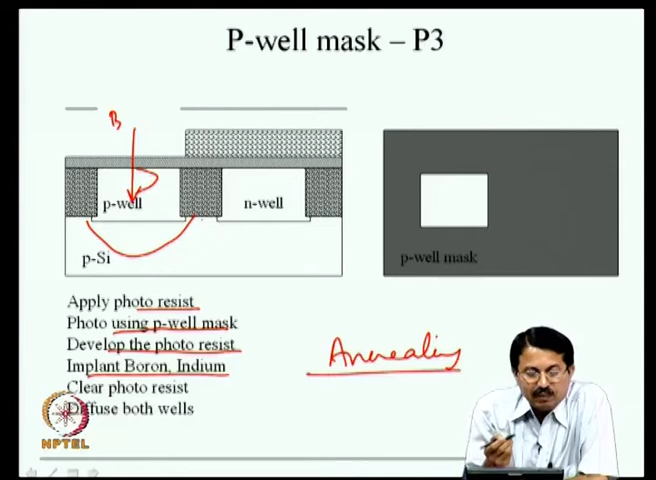 P-well mask – P3
B
p-well
n-well
p-Si
p-well mask
Apply photo resist
Photo using p-well mask
Develop the photo resist
Implant Boron, Indium
Annealing
Clear photo resist
Diffuse both wells
NPTEL